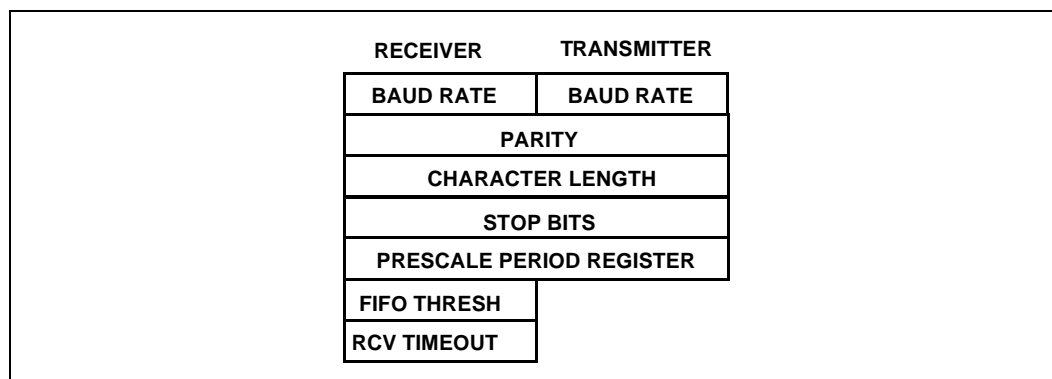 RECEIVER TRANSMITTER
BAUD RATE BAUD RATE
PARITY
CHARACTER LENGTH
STOP BITS
PRESCALE PERIOD REGISTER
FIFO THRESH
RCV TIMEOUT